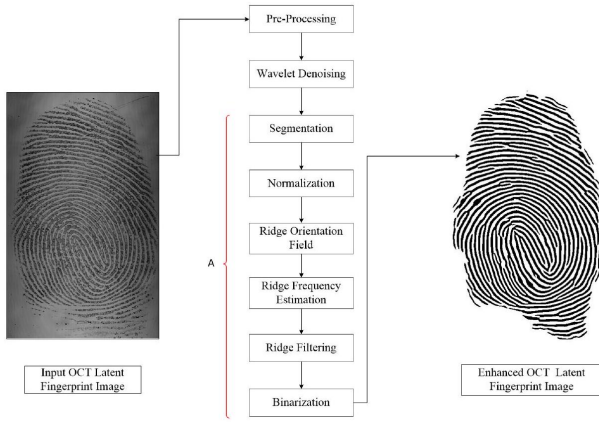 Pre-Processing
Wavelet Denoising
Segmentation
Normalization
Ridge Orientation
Field
A
Ridge Frequency
Estimation
Ridge Filtering
Binarization
Input OCT Latent
Fingerprint Image
Enhanced OCT Latent
Fingerprint Image